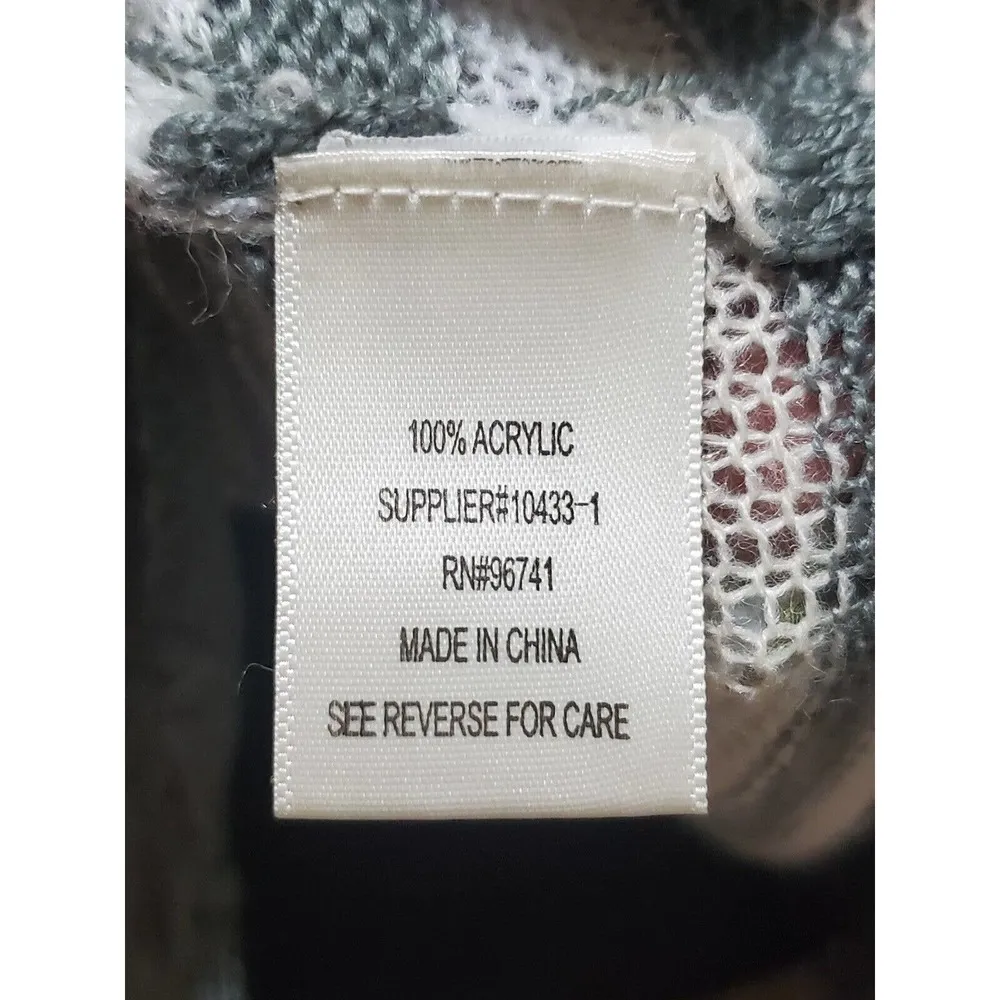 100% ACRYLIC
SUPPLIER#10433-1
RN#96741
MADE IN CHINA
SEE REVERSE FOR CARE